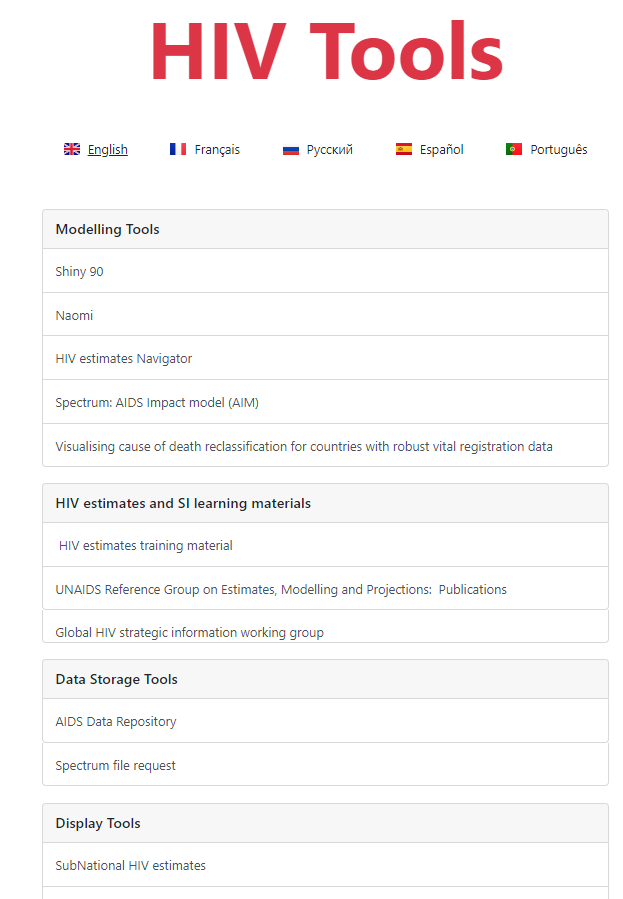 HIV Tools
English Français Русский Español Português
Modelling Tools
Shiny 90
Naomi
HIV estimates Navigator
Spectrum: AIDS Impact model (AIM)
Visualising cause of death reclassification for countries with robust vital registration data
HIV estimates and SI learning materials
HIV estimates training material
UNAIDS Reference Group on Estimates, Modelling and Projections: Publications
Global HIV strategic information working group
Data Storage Tools
AIDS Data Repository
Spectrum file request
Display Tools
SubNational HIV estimates